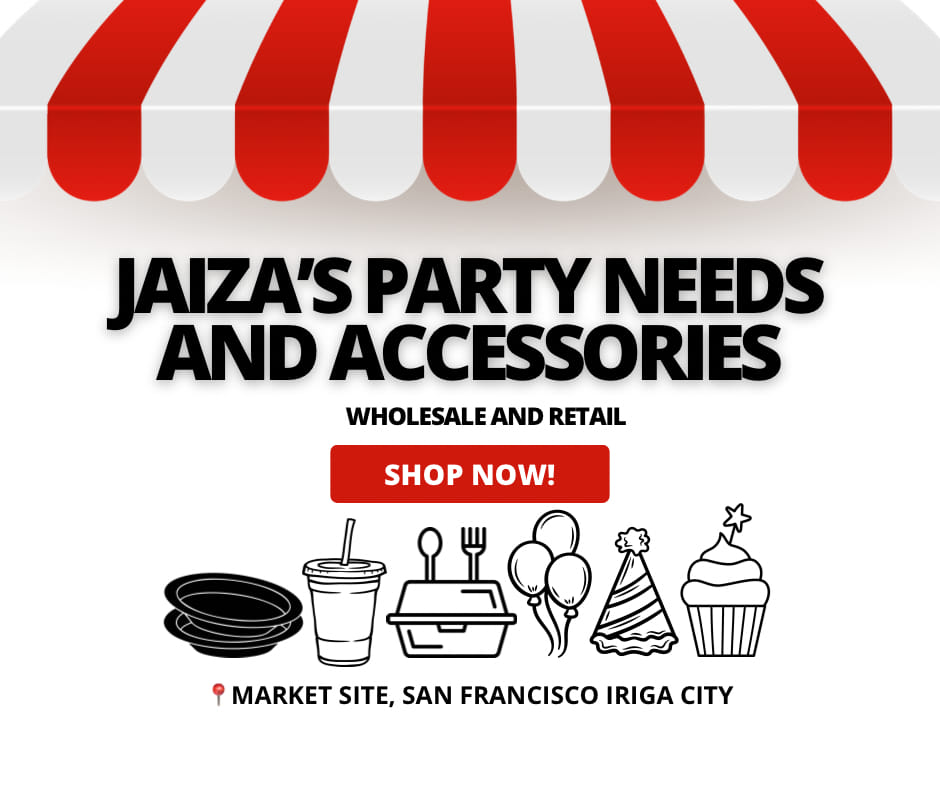 JAIZA’S PARTY NEEDS
AND ACCESSORIES
WHOLESALE AND RETAIL
SHOP NOW!
📍MARKET SITE, SAN FRANCISCO IRIGA CITY